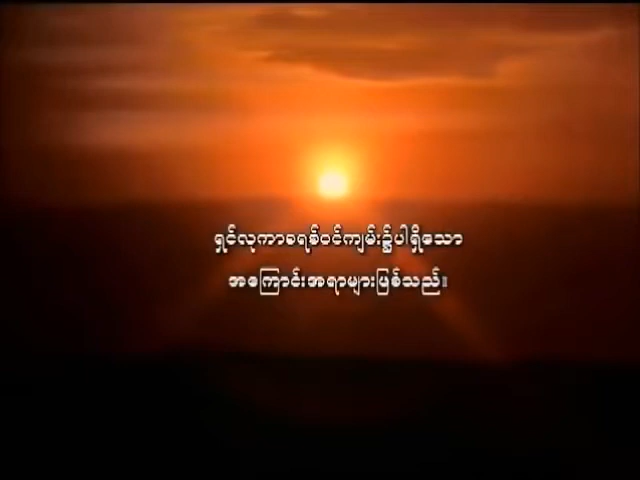 ရှင်လုကာခရစ်ဝင်ကျမ်း၌ပါရှိသော
အကြောင်းအရာများဖြစ်သည်။